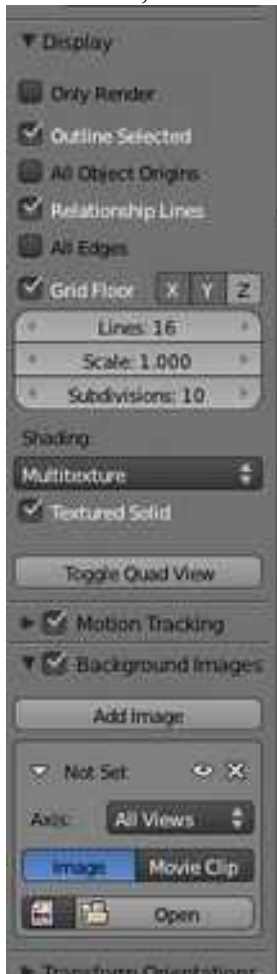 Display
Only Render
Outline Selected
All Object Origins
Relationship Lines
All Edges
Grid Floor X Y Z
Lines: 16
Scale: 1.000
Subdivisions: 10
Shading:
Multitexture
Textured Solid
Toggle Quad View
Motion Tracking
Background Images
Add Image
Not Set
Axis: All Views
Image Movie Clip
Open
Transform Orientations